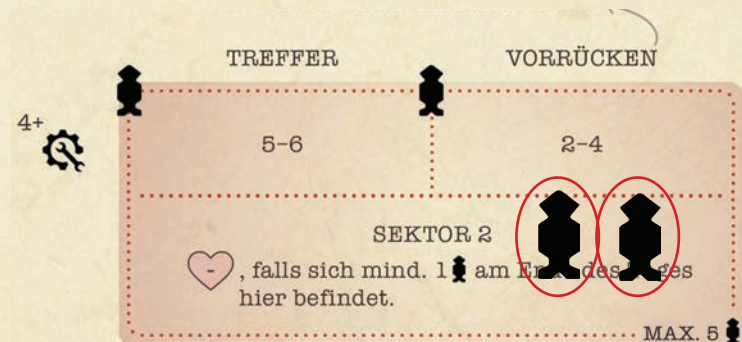 TREFFER VORRÜCKEN
4+
5-6 2-4
SEKTOR 2
-, falls sich mind. 1 am des
hier befindet.
MAX. 5